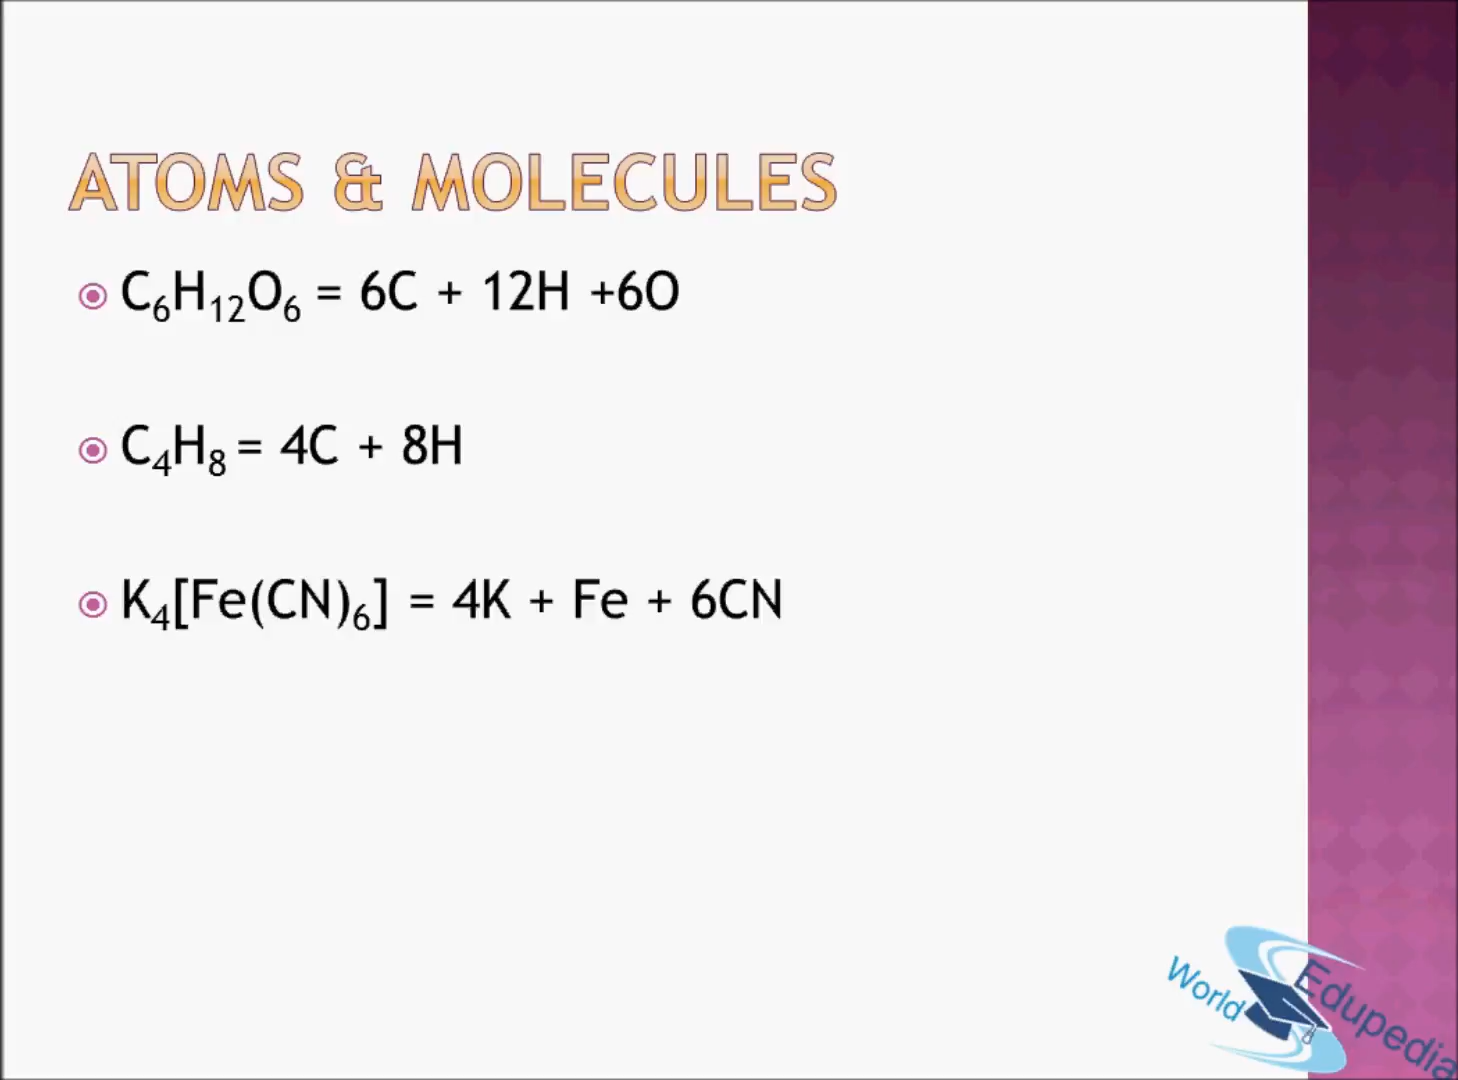 ATOMS & MOLECULES
C₆H₁₂O₆ = 6C + 12H +6O
C₄H₈ = 4C + 8H
K₄[Fe(CN)₆] = 4K + Fe + 6CN
World Edupedia